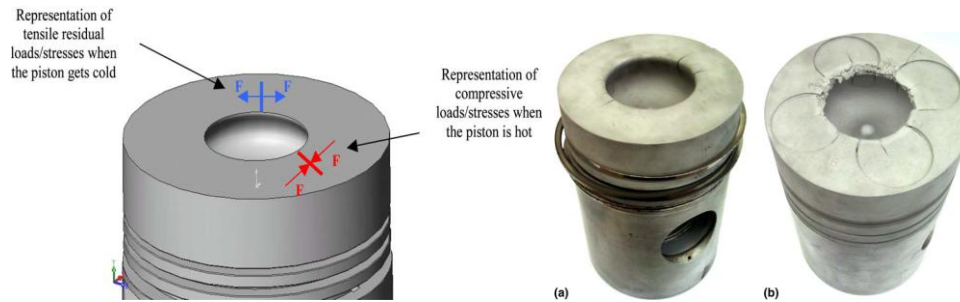 Representation of
tensile residual
loads/stresses when
the piston gets cold
F F
Representation of
compressive
loads/stresses when
the piston is hot
F
F
(a)
(b)